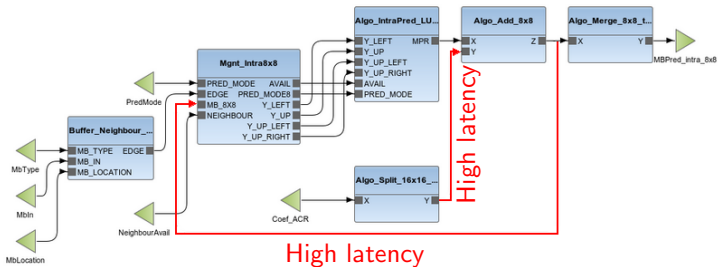 Algo_IntraPred_LU...
Y_LEFT MPR
Y_UP
Y_UP_LEFT
Y_UP_RIGHT
AVAIL
PRED_MODE
Algo_Add_8x8
X Z
Y
Algo_Merge_8x8_t...
X Y
MBPred_intra_8x8
Mgnt_Intra8x8
PRED_MODE AVAIL
EDGE PRED_MODE8
MB_8X8 Y_LEFT
NEIGHBOUR Y_UP
Y_UP_LEFT
Y_UP_RIGHT
PredMode
Buffer_Neighbour_...
MB_TYPE EDGE
MB_IN
MB_LOCATION
MbType
MbIn
MbLocation
NeighbourAvail
Coef_ACR
Algo_Split_16x16_...
X Y
High latency
High latency